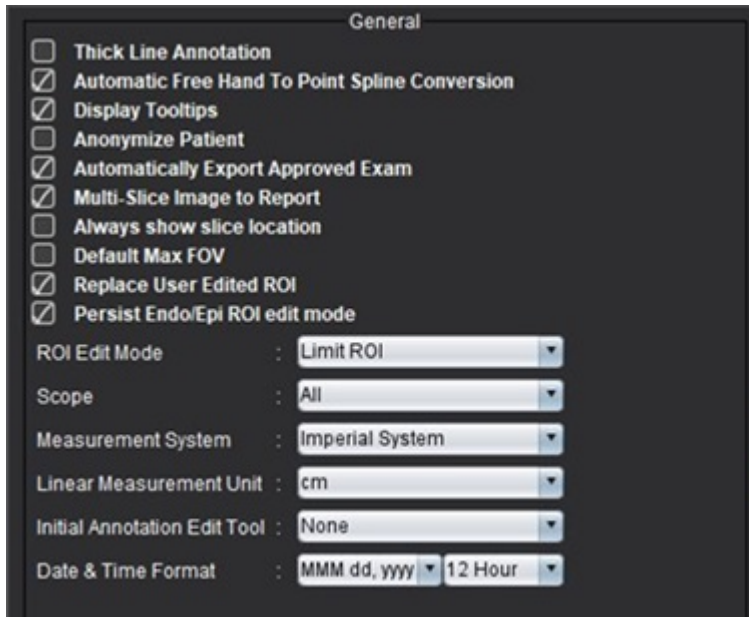 General
Thick Line Annotation
Automatic Free Hand To Point Spline Conversion
Display Tooltips
Anonymize Patient
Automatically Export Approved Exam
Multi-Slice Image to Report
Always show slice location
Default Max FOV
Replace User Edited ROI
Persist Endo/Epi ROI edit mode
ROI Edit Mode : Limit ROI
Scope : All
Measurement System : Imperial System
Linear Measurement Unit : cm
Initial Annotation Edit Tool : None
Date & Time Format : MMM dd, yyyy 12 Hour